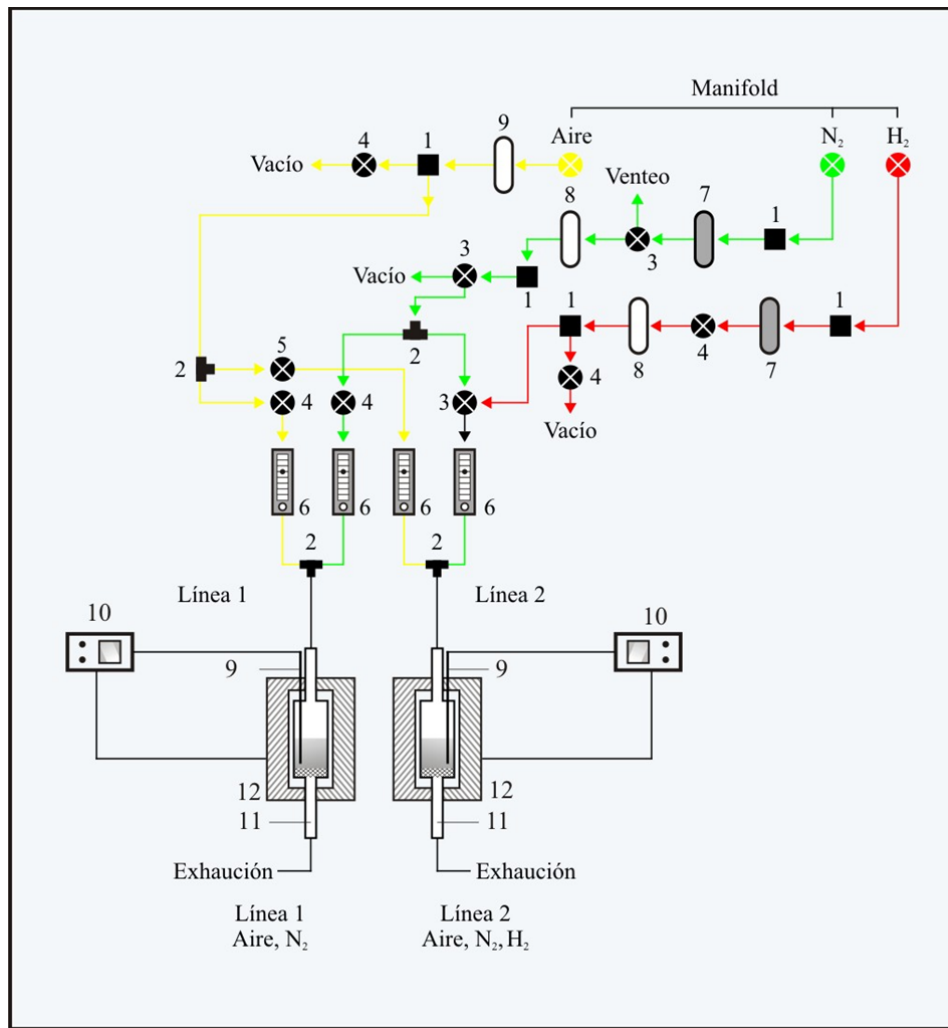 Manifold
Aire N₂ H₂
9
4 1
Vacío
Venteo
8 7 1
3
3
Vacío
1
1 1
5
2 2 4 4 8 7
4 4 3
Vacío
6 6 6 6
2 2
Línea 1 Línea 2
10 10
9 9
12 12
11 11
Exhaución Exhaución
Línea 1 Línea 2
Aire, N₂ Aire, N₂, H₂